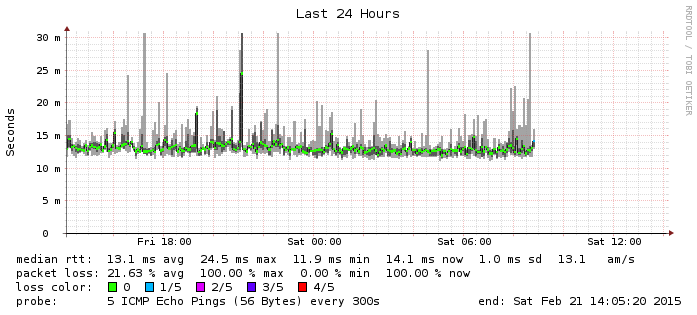 Last 24 Hours
RRDTOOL / TOBI OETIKER
Seconds
30 m
25 m
20 m
15 m
10 m
5 m
0
Fri 18:00 Sat 00:00 Sat 06:00 Sat 12:00
median rtt: 13.1 ms avg 24.5 ms max 11.9 ms min 14.1 ms now 1.0 ms sd 13.1 am/s
packet loss: 21.63 % avg 100.00 % max 0.00 % min 100.00 % now
loss color: 0 1/5 2/5 3/5 4/5
probe: 5 ICMP Echo Pings (56 Bytes) every 300s end: Sat Feb 21 14:05:20 2015